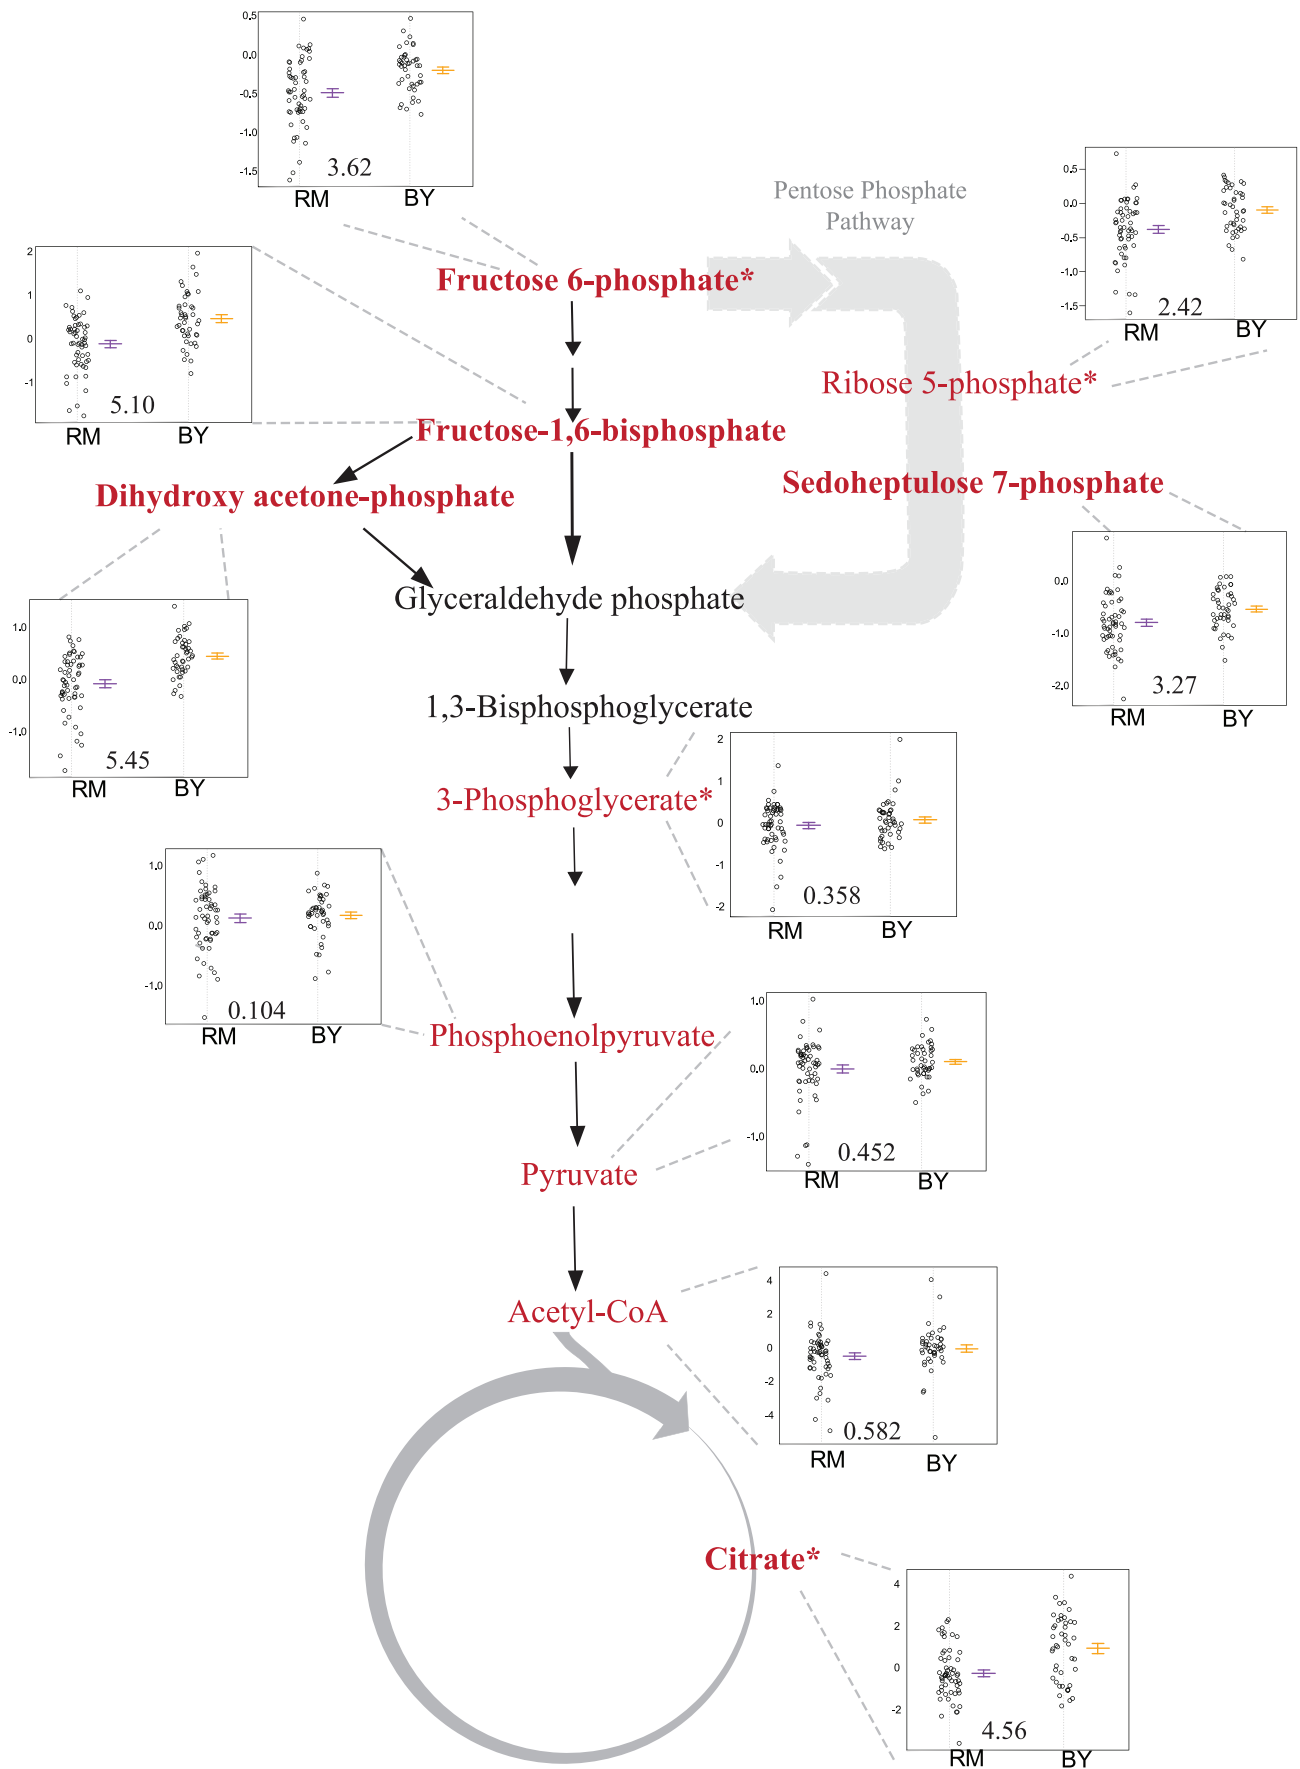 0.5
0.0
-0.5
-1.0
-1.5
3.62
RM BY
Pentose Phosphate
Pathway
0.5
0.0
-0.5
-1.0
-1.5
2.42
RM BY
Fructose 6-phosphate*
2
1
0
-1
5.10
RM BY
Ribose 5-phosphate*
Fructose-1,6-bisphosphate
Dihydroxy acetone-phosphate
Sedoheptulose 7-phosphate
0.0
-1.0
-2.0
3.27
RM BY
Glyceraldehyde phosphate
1.0
0.0
-1.0
5.45
RM BY
1,3-Bisphosphoglycerate
2
1
0
-1
-2
0.358
RM BY
3-Phosphoglycerate*
1.0
0.0
-1.0
0.104
RM BY
Phosphoenolpyruvate
1.0
0.0
-1.0
0.452
RM BY
Pyruvate
4
2
0
-2
-4
0.582
RM BY
Acetyl-CoA
Citrate*
4
2
0
-2
4.56
RM BY